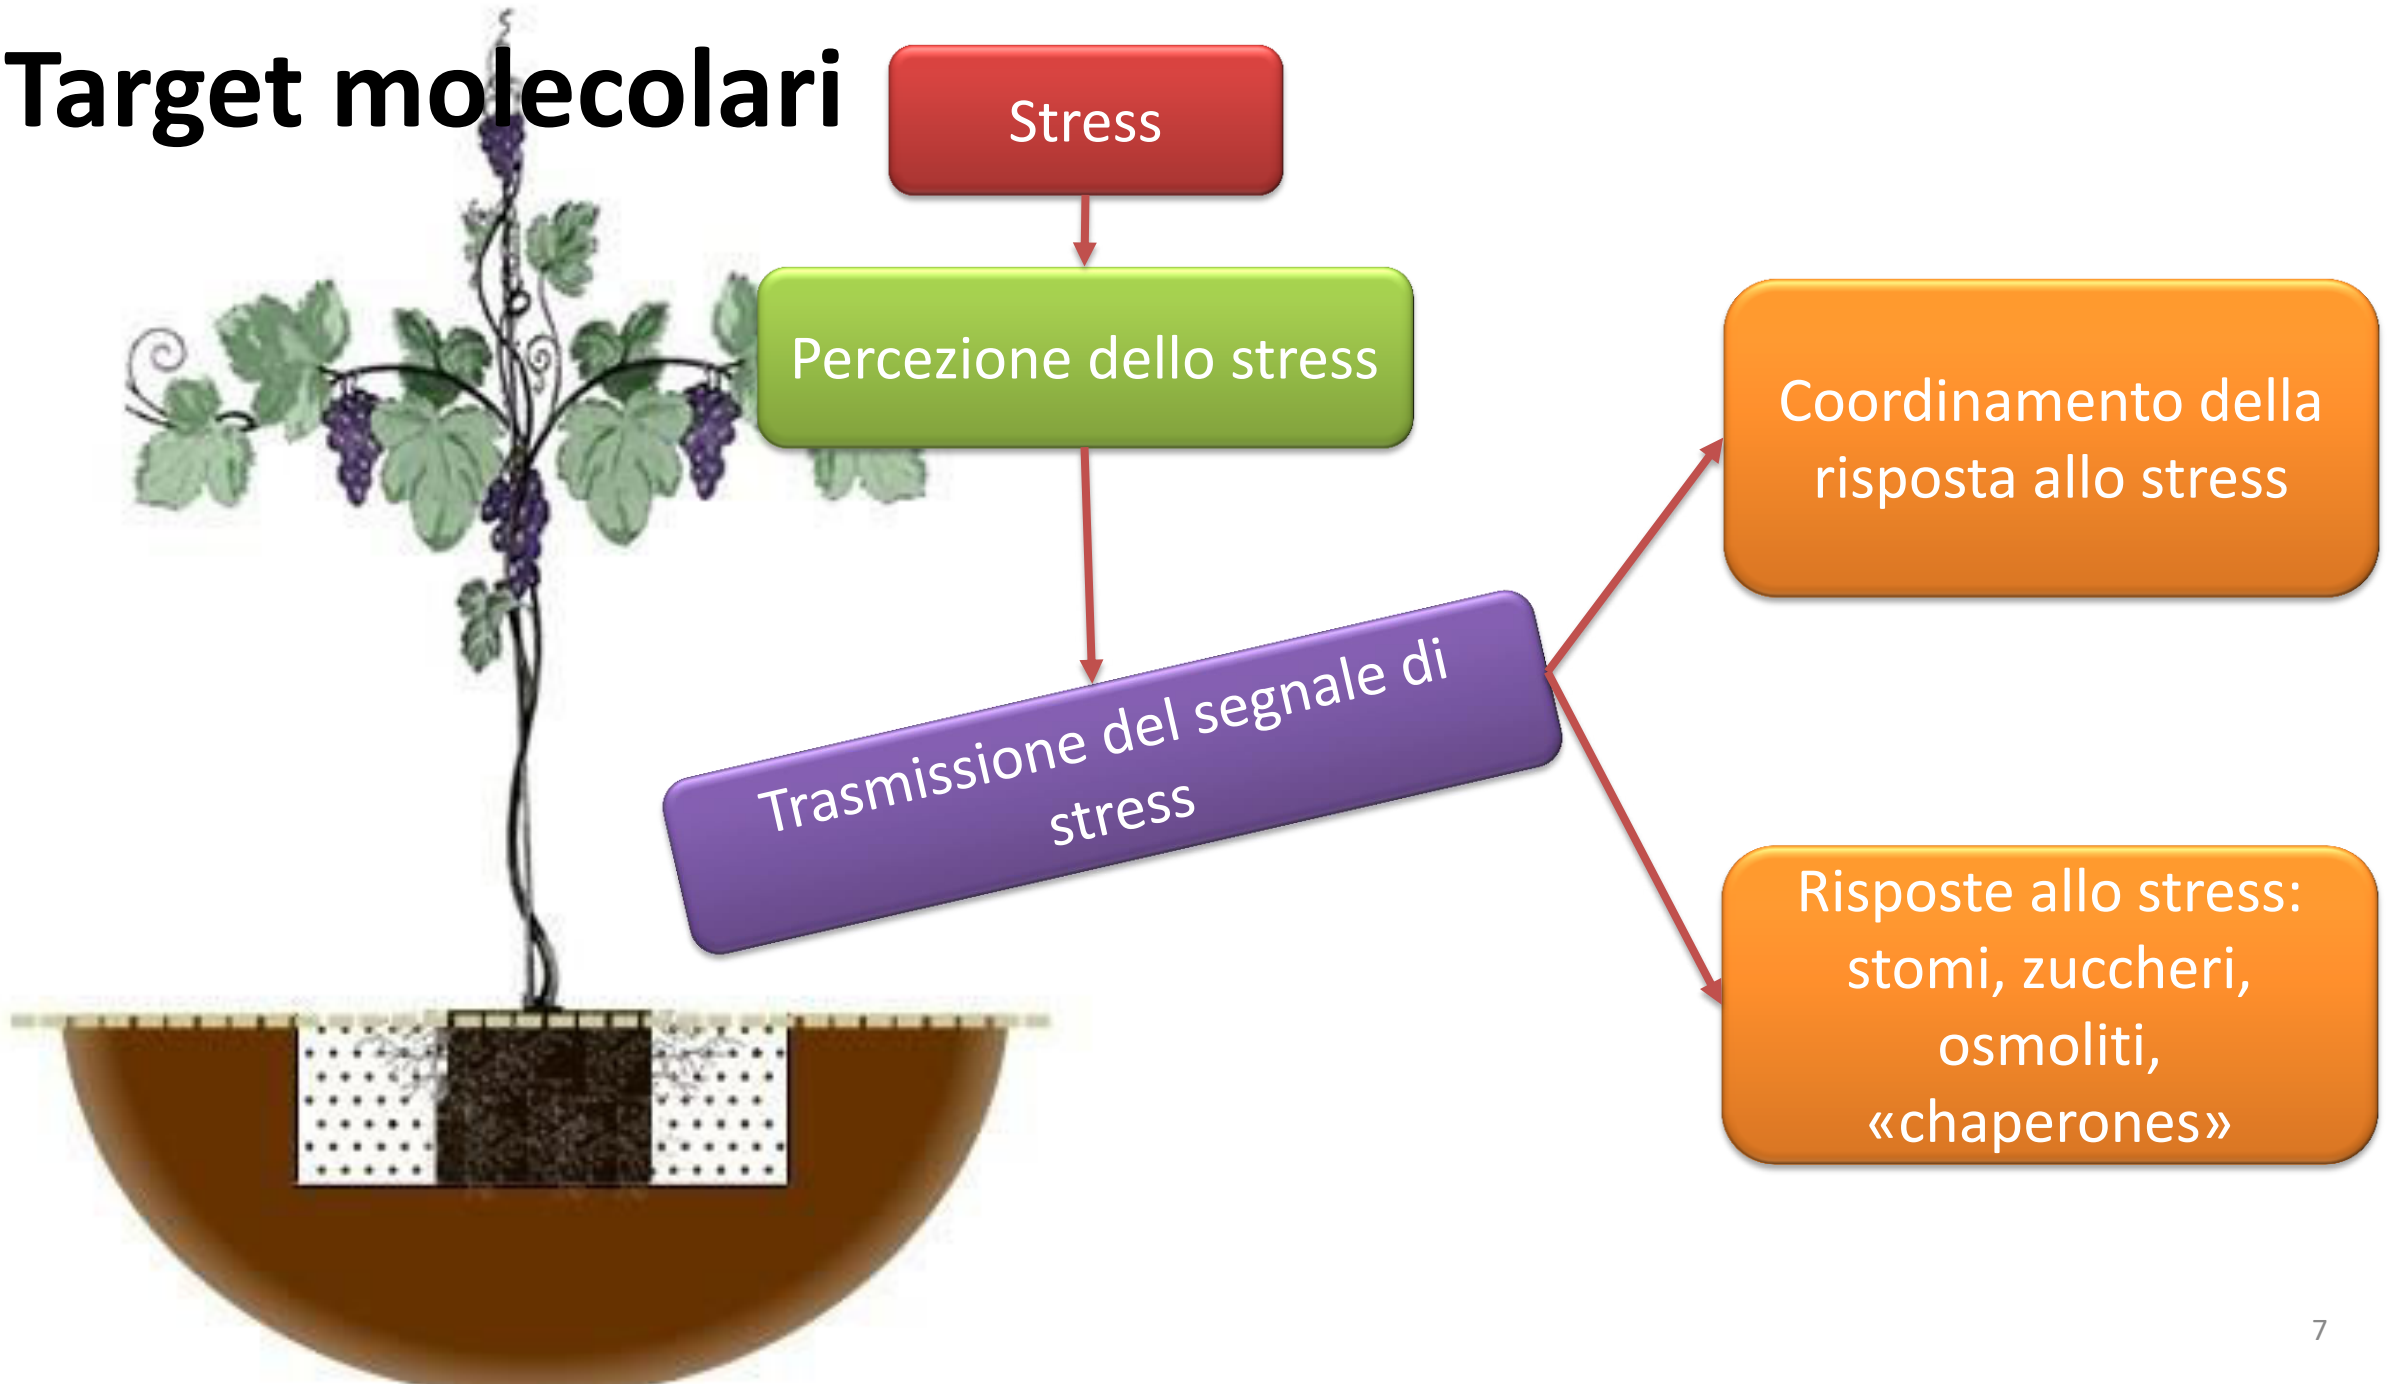 Target molecolari
Stress
Percezione dello stress
Coordinamento della
risposta allo stress
Trasmissione del segnale di
stress
Risposte allo stress:
stomi, zuccheri,
osmoliti,
«chaperones»
7